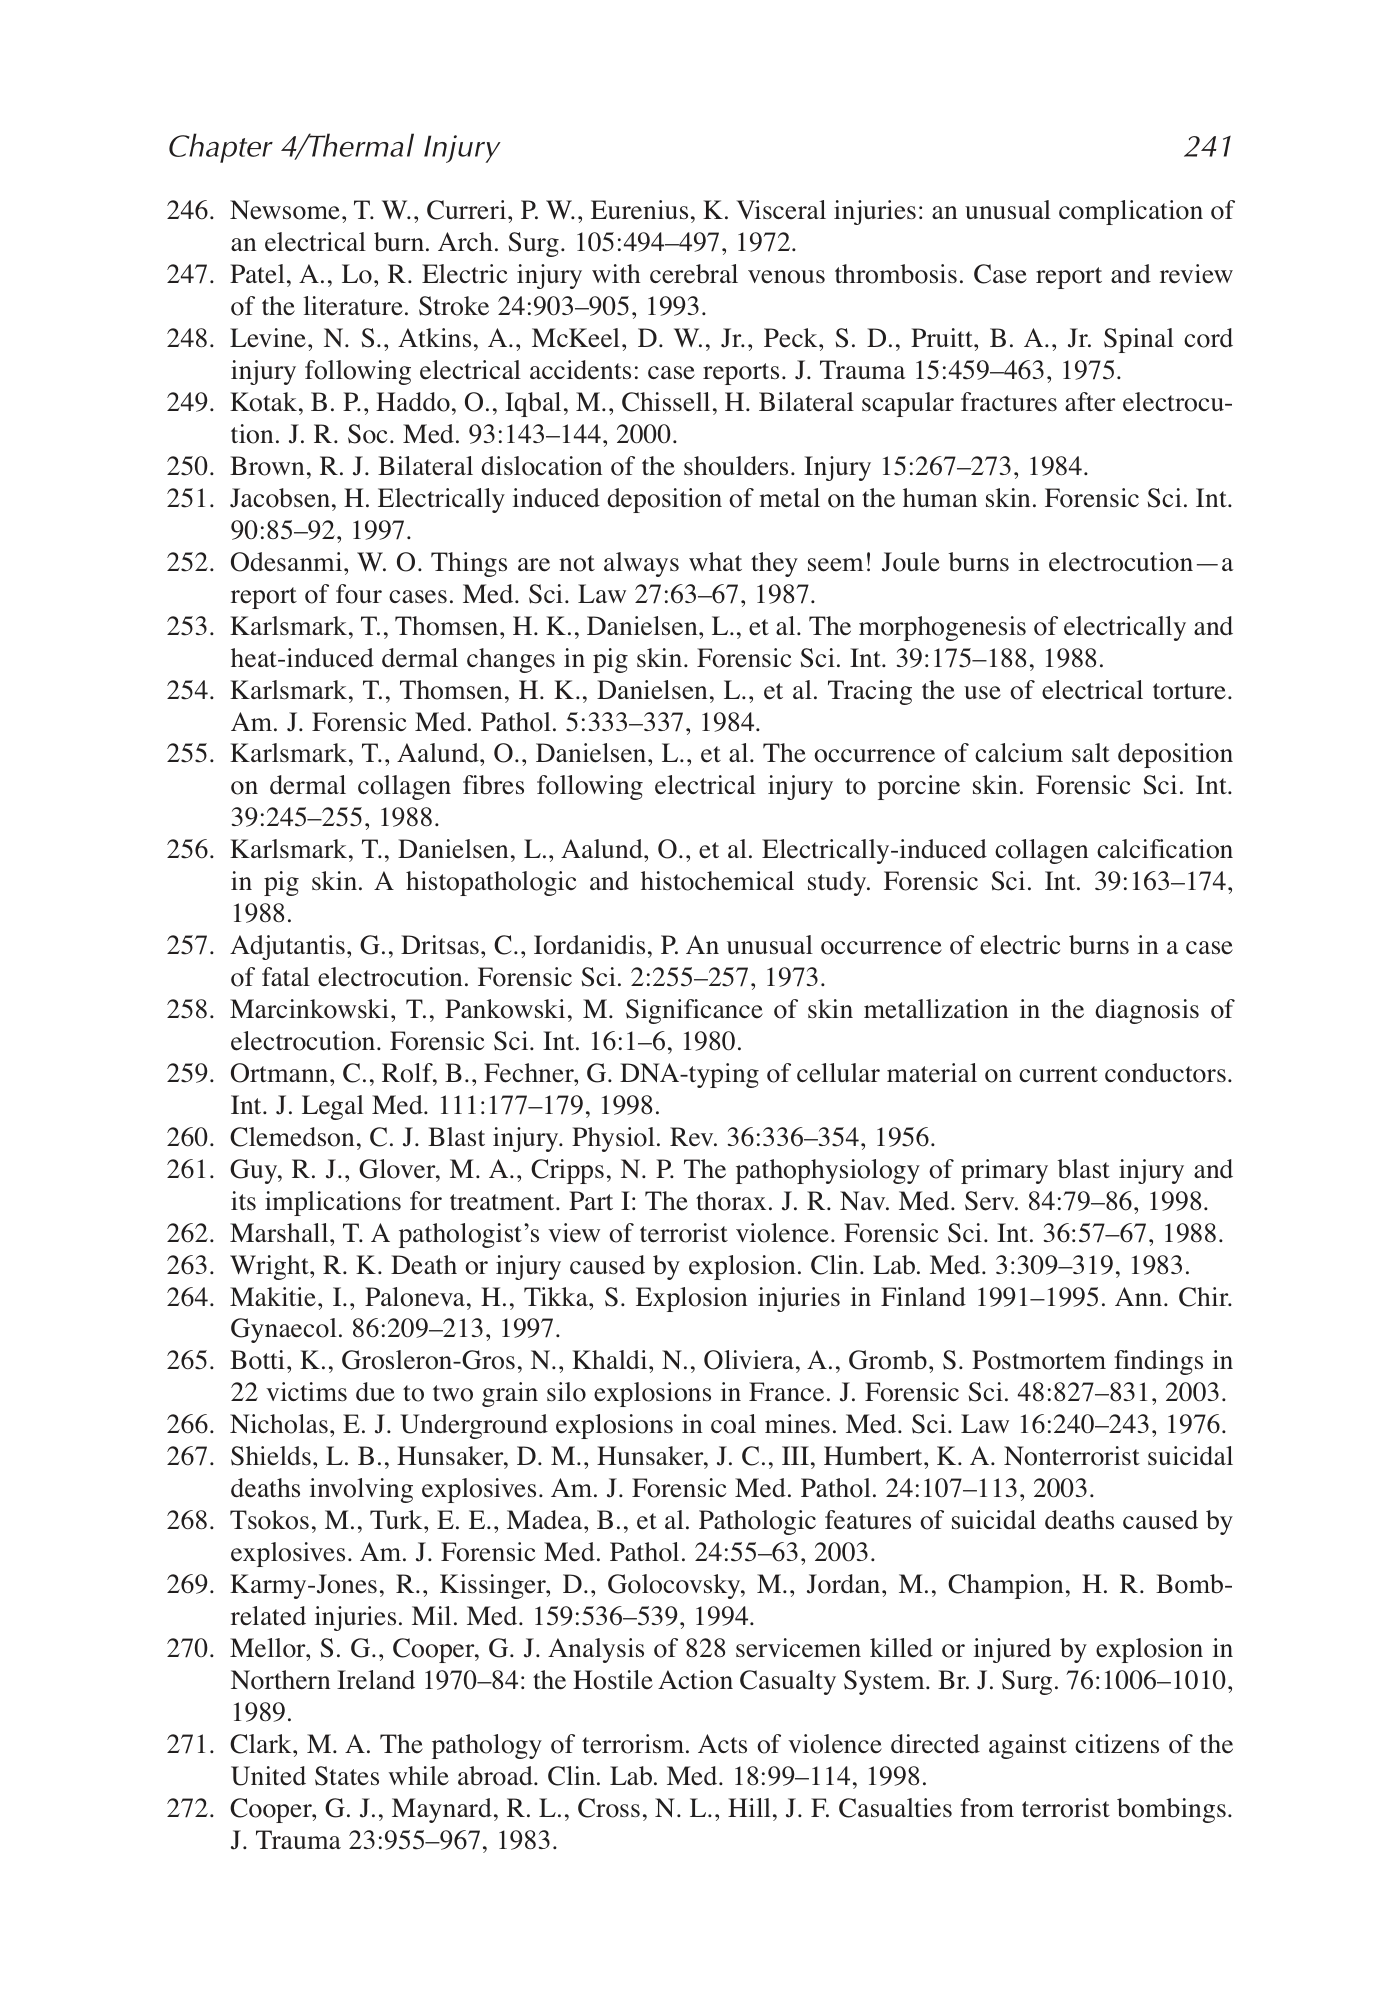 Chapter 4/Thermal Injury 241
246. Newsome, T. W., Curreri, P. W., Eurenius, K. Visceral injuries: an unusual complication of
an electrical burn. Arch. Surg. 105:494–497, 1972.
247. Patel, A., Lo, R. Electric injury with cerebral venous thrombosis. Case report and review
of the literature. Stroke 24:903–905, 1993.
248. Levine, N. S., Atkins, A., McKeel, D. W., Jr., Peck, S. D., Pruitt, B. A., Jr. Spinal cord
injury following electrical accidents: case reports. J. Trauma 15:459–463, 1975.
249. Kotak, B. P., Haddo, O., Iqbal, M., Chissell, H. Bilateral scapular fractures after electrocu-
tion. J. R. Soc. Med. 93:143–144, 2000.
250. Brown, R. J. Bilateral dislocation of the shoulders. Injury 15:267–273, 1984.
251. Jacobsen, H. Electrically induced deposition of metal on the human skin. Forensic Sci. Int.
90:85–92, 1997.
252. Odesanmi, W. O. Things are not always what they seem! Joule burns in electrocution—a
report of four cases. Med. Sci. Law 27:63–67, 1987.
253. Karlsmark, T., Thomsen, H. K., Danielsen, L., et al. The morphogenesis of electrically and
heat-induced dermal changes in pig skin. Forensic Sci. Int. 39:175–188, 1988.
254. Karlsmark, T., Thomsen, H. K., Danielsen, L., et al. Tracing the use of electrical torture.
Am. J. Forensic Med. Pathol. 5:333–337, 1984.
255. Karlsmark, T., Aalund, O., Danielsen, L., et al. The occurrence of calcium salt deposition
on dermal collagen fibres following electrical injury to porcine skin. Forensic Sci. Int.
39:245–255, 1988.
256. Karlsmark, T., Danielsen, L., Aalund, O., et al. Electrically-induced collagen calcification
in pig skin. A histopathologic and histochemical study. Forensic Sci. Int. 39:163–174,
1988.
257. Adjutantis, G., Dritsas, C., Iordanidis, P. An unusual occurrence of electric burns in a case
of fatal electrocution. Forensic Sci. 2:255–257, 1973.
258. Marcinkowski, T., Pankowski, M. Significance of skin metallization in the diagnosis of
electrocution. Forensic Sci. Int. 16:1–6, 1980.
259. Ortmann, C., Rolf, B., Fechner, G. DNA-typing of cellular material on current conductors.
Int. J. Legal Med. 111:177–179, 1998.
260. Clemedson, C. J. Blast injury. Physiol. Rev. 36:336–354, 1956.
261. Guy, R. J., Glover, M. A., Cripps, N. P. The pathophysiology of primary blast injury and
its implications for treatment. Part I: The thorax. J. R. Nav. Med. Serv. 84:79–86, 1998.
262. Marshall, T. A pathologist’s view of terrorist violence. Forensic Sci. Int. 36:57–67, 1988.
263. Wright, R. K. Death or injury caused by explosion. Clin. Lab. Med. 3:309–319, 1983.
264. Makitie, I., Paloneva, H., Tikka, S. Explosion injuries in Finland 1991–1995. Ann. Chir.
Gynaecol. 86:209–213, 1997.
265. Botti, K., Grosleron-Gros, N., Khaldi, N., Oliviera, A., Gromb, S. Postmortem findings in
22 victims due to two grain silo explosions in France. J. Forensic Sci. 48:827–831, 2003.
266. Nicholas, E. J. Underground explosions in coal mines. Med. Sci. Law 16:240–243, 1976.
267. Shields, L. B., Hunsaker, D. M., Hunsaker, J. C., III, Humbert, K. A. Nonterrorist suicidal
deaths involving explosives. Am. J. Forensic Med. Pathol. 24:107–113, 2003.
268. Tsokos, M., Turk, E. E., Madea, B., et al. Pathologic features of suicidal deaths caused by
explosives. Am. J. Forensic Med. Pathol. 24:55–63, 2003.
269. Karmy-Jones, R., Kissinger, D., Golocovsky, M., Jordan, M., Champion, H. R. Bomb-
related injuries. Mil. Med. 159:536–539, 1994.
270. Mellor, S. G., Cooper, G. J. Analysis of 828 servicemen killed or injured by explosion in
Northern Ireland 1970–84: the Hostile Action Casualty System. Br. J. Surg. 76:1006–1010,
1989.
271. Clark, M. A. The pathology of terrorism. Acts of violence directed against citizens of the
United States while abroad. Clin. Lab. Med. 18:99–114, 1998.
272. Cooper, G. J., Maynard, R. L., Cross, N. L., Hill, J. F. Casualties from terrorist bombings.
J. Trauma 23:955–967, 1983.